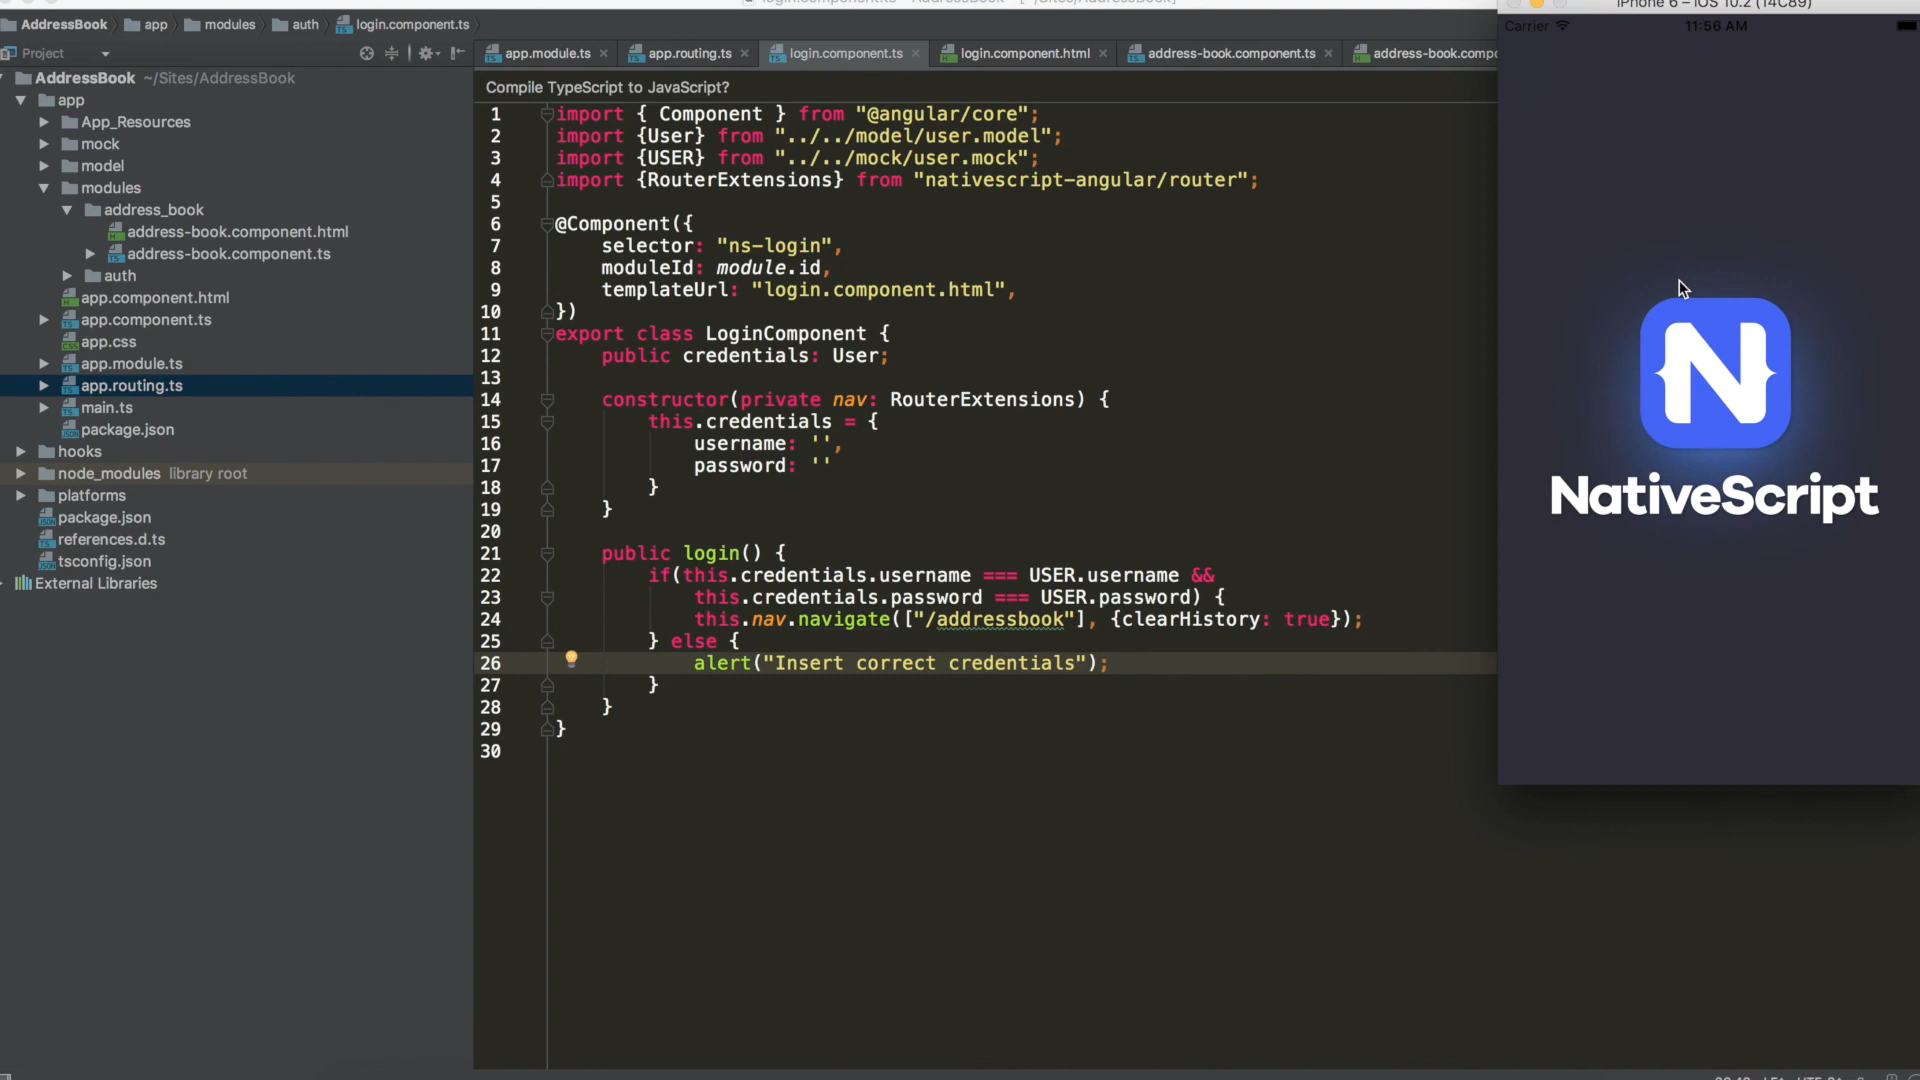 login.component.ts - AddressBook - [~/Sites/AddressBook]
iPhone 6 – iOS 10.2 (14C89)
AddressBook app modules auth login.component.ts
Carrier 11:56 AM
Project
app.module.ts app.routing.ts login.component.ts login.component.html address-book.component.ts address-book.compo
AddressBook ~/Sites/AddressBook
app
App_Resources
mock
model
modules
address_book
address-book.component.html
address-book.component.ts
auth
app.component.html
app.component.ts
app.css
app.module.ts
app.routing.ts
main.ts
package.json
hooks
node_modules library root
platforms
package.json
references.d.ts
tsconfig.json
External Libraries
Compile TypeScript to JavaScript?
1 import { Component } from "@angular/core";
2 import {User} from "../../model/user.model";
3 import {USER} from "../../mock/user.mock";
4 import {RouterExtensions} from "nativescript-angular/router";
5
6 @Component({
7 selector: "ns-login",
8 moduleId: module.id,
9 templateUrl: "login.component.html",
10 })
11 export class LoginComponent {
12 public credentials: User;
13
14 constructor(private nav: RouterExtensions) {
15 this.credentials = {
16 username: '',
17 password: ''
18 }
19 }
20
21 public login() {
22 if(this.credentials.username === USER.username &&
23 this.credentials.password === USER.password) {
24 this.nav.navigate(["/addressbook"], {clearHistory: true});
25 } else {
26 alert("Insert correct credentials");
27 }
28 }
29 }
30
N
NativeScript